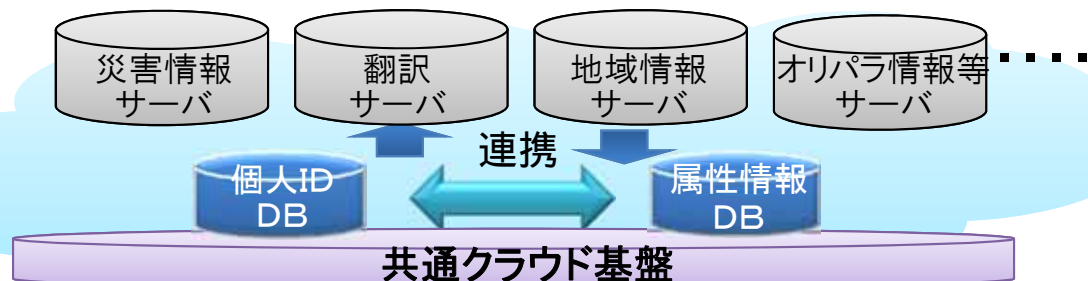 災害情報
サーバ
翻訳
サーバ
地域情報
サーバ
オリパラ情報等
サーバ
連携
個人ID
ＤＢ
属性情報
ＤＢ
共通クラウド基盤